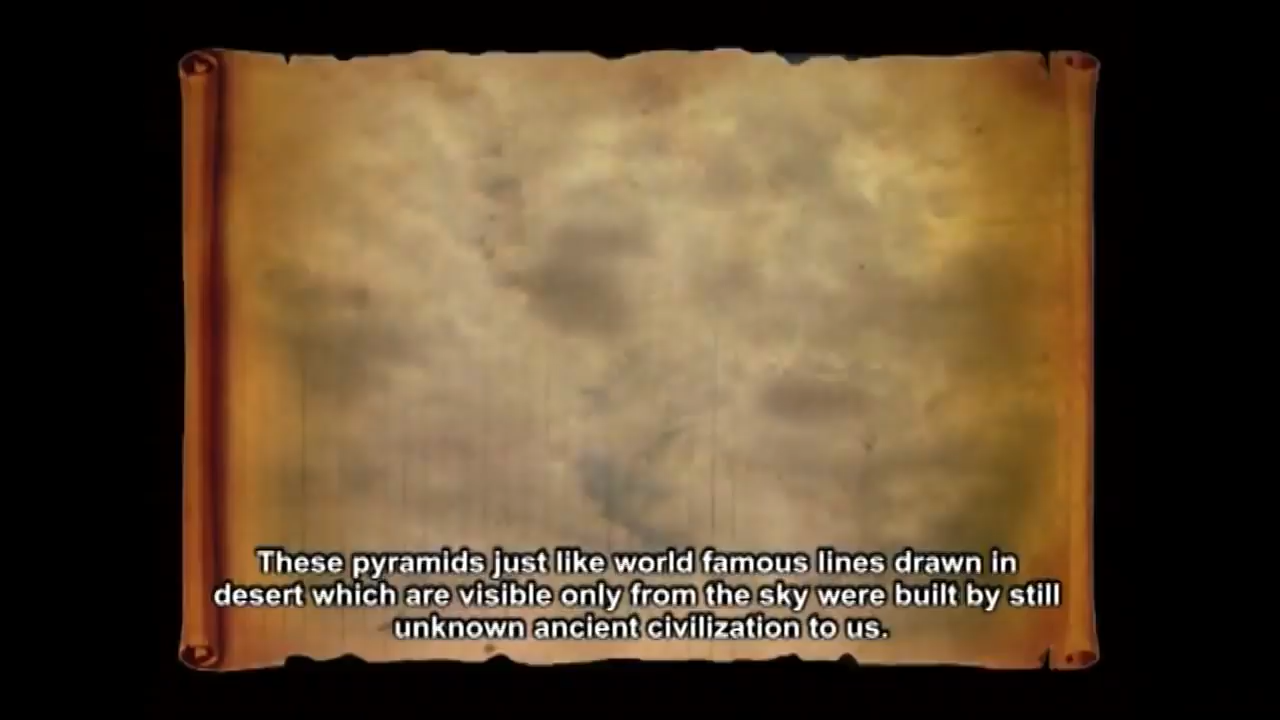 These pyramids just like world famous lines drawn in
desert which are visible only from the sky were built by still
unknown ancient civilization to us.